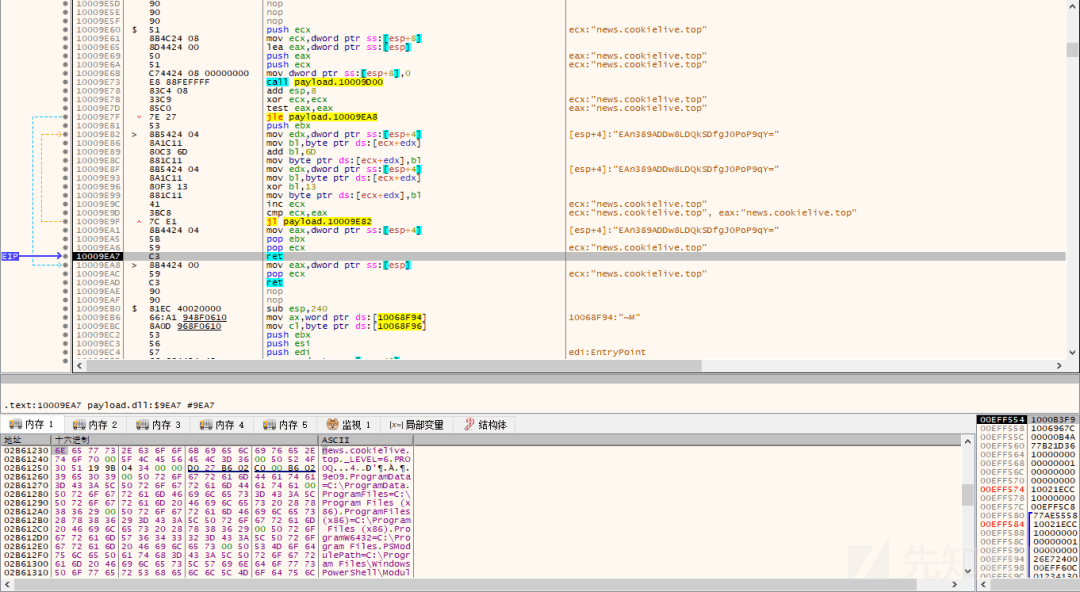 10009E5D 90 nop
10009E5E 90 nop
10009E5F 90 nop
10009E60 $ 51 push ecx ecx:"news.cookielive.top"
10009E61 8B4C24 08 mov ecx,dword ptr ss:[esp+8]
10009E65 8D4424 00 lea eax,dword ptr ss:[esp]
10009E69 50 push eax eax:"news.cookielive.top"
10009E6A 51 push ecx ecx:"news.cookielive.top"
10009E6B C74424 08 00000000 mov dword ptr ss:[esp+8],0
10009E73 E8 88FEFFFF call payload.10009D00
10009E78 83C4 08 add esp,8
10009E7B 33C9 xor ecx,ecx ecx:"news.cookielive.top"
10009E7D 85C0 test eax,eax eax:"news.cookielive.top"
10009E7F 7E 27 jle payload.10009EA8
10009E81 53 push ebx
10009E82 > 8B5424 04 mov edx,dword ptr ss:[esp+4] [esp+4]:"EAn389ADDw8LDQkSDfgJ0PoP9qY="
10009E86 8A1C11 mov bl,byte ptr ds:[ecx+edx]
10009E89 80C3 6D add bl,6D
10009E8C 881C11 mov byte ptr ds:[ecx+edx],bl
10009E8F 8B5424 04 mov edx,dword ptr ss:[esp+4] [esp+4]:"EAn389ADDw8LDQkSDfgJ0PoP9qY="
10009E93 8A1C11 mov bl,byte ptr ds:[ecx+edx]
10009E96 80F3 13 xor bl,13
10009E99 881C11 mov byte ptr ds:[ecx+edx],bl
10009E9C 41 inc ecx ecx:"news.cookielive.top"
10009E9D 3BC8 cmp ecx,eax ecx:"news.cookielive.top", eax:"news.cookielive.top"
10009E9F 7C E1 jl payload.10009E82
10009EA1 8B4424 04 mov eax,dword ptr ss:[esp+4] [esp+4]:"EAn389ADDw8LDQkSDfgJ0PoP9qY="
10009EA5 5B pop ebx
10009EA6 59 pop ecx ecx:"news.cookielive.top"
EIP 10009EA7 C3 ret
10009EA8 > 8B4424 00 mov eax,dword ptr ss:[esp]
10009EAC 59 pop ecx ecx:"news.cookielive.top"
10009EAD C3 ret
10009EAE 90 nop
10009EAF 90 nop
10009EB0 $ 81EC 40020000 sub esp,240
10009EB6 66:A1 948F0610 mov ax,word ptr ds:[10068F94] 10068F94:"~M"
10009EBC 8A0D 968F0610 mov cl,byte ptr ds:[10068F96]
10009EC2 53 push ebx
10009EC3 56 push esi
10009EC4 57 push edi edi:EntryPoint
.text:10009EA7 payload.dll:$9EA7 #9EA7
内存 1 内存 2 内存 3 内存 4 内存 5 监视 1 [x=] 局部变量 结构体
地址 十六进制 ASCII
02B61230 6E 65 77 73 2E 63 6F 6F 6B 69 65 6C 69 76 65 2E news.cookielive.
02B61240 74 6F 70 00 5F 4C 45 56 45 4C 3D 36 00 50 52 4F top._LEVEL=6.PRO
02B61250 30 51 19 9B 04 34 00 00 D0 27 B6 02 C0 00 B6 02 0Q...4..Ð'¶.À.¶.
02B61260 39 65 30 39 00 50 72 6F 67 72 61 6D 44 61 74 61 9e09.ProgramData
02B61270 3D 43 3A 5C 50 72 6F 67 72 61 6D 44 61 74 61 00 =C:\ProgramData.
02B61280 50 72 6F 67 72 61 6D 46 69 6C 65 73 3D 43 3A 5C ProgramFiles=C:\
02B61290 50 72 6F 67 72 61 6D 20 46 69 6C 65 73 20 28 78 Program Files (x
02B612A0 38 36 29 00 50 72 6F 67 72 61 6D 46 69 6C 65 73 86).ProgramFiles
02B612B0 28 78 38 36 29 3D 43 3A 5C 50 72 6F 67 72 61 6D (x86)=C:\Program
02B612C0 20 46 69 6C 65 73 20 28 78 38 36 29 00 50 72 6F Files (x86).Pro
02B612D0 67 72 61 6D 57 36 34 33 32 3D 43 3A 5C 50 72 6F gramW6432=C:\Pro
02B612E0 67 72 61 6D 20 46 69 6C 65 73 00 50 53 4D 6F 64 gram Files.PSMod
02B612F0 75 6C 65 50 61 74 68 3D 43 3A 5C 50 72 6F 67 72 ulePath=C:\Progr
02B61300 61 6D 20 46 69 6C 65 73 5C 57 69 6E 64 6F 77 73 am Files\Windows
02B61310 50 6F 77 65 72 53 68 65 6C 6C 5C 4D 6F 64 75 6C PowerShell\Modul
00EFF554 1000B3F9
00EFF558 1006967C
00EFF55C 00000B4A
00EFF560 77B21D36
00EFF564 10000000
00EFF568 00000001
00EFF56C 00000000
00EFF570 00000000
00EFF574 10021ECC
00EFF578 10000000
00EFF57C 00EFF5C8
00EFF580 77AE5558
00EFF584 10021ECC
00EFF588 10000000
00EFF58C 00000001
00EFF590 00000000
00EFF594 26E72400
00EFF598 00EFF60C
00EFF59C 01234130
先知